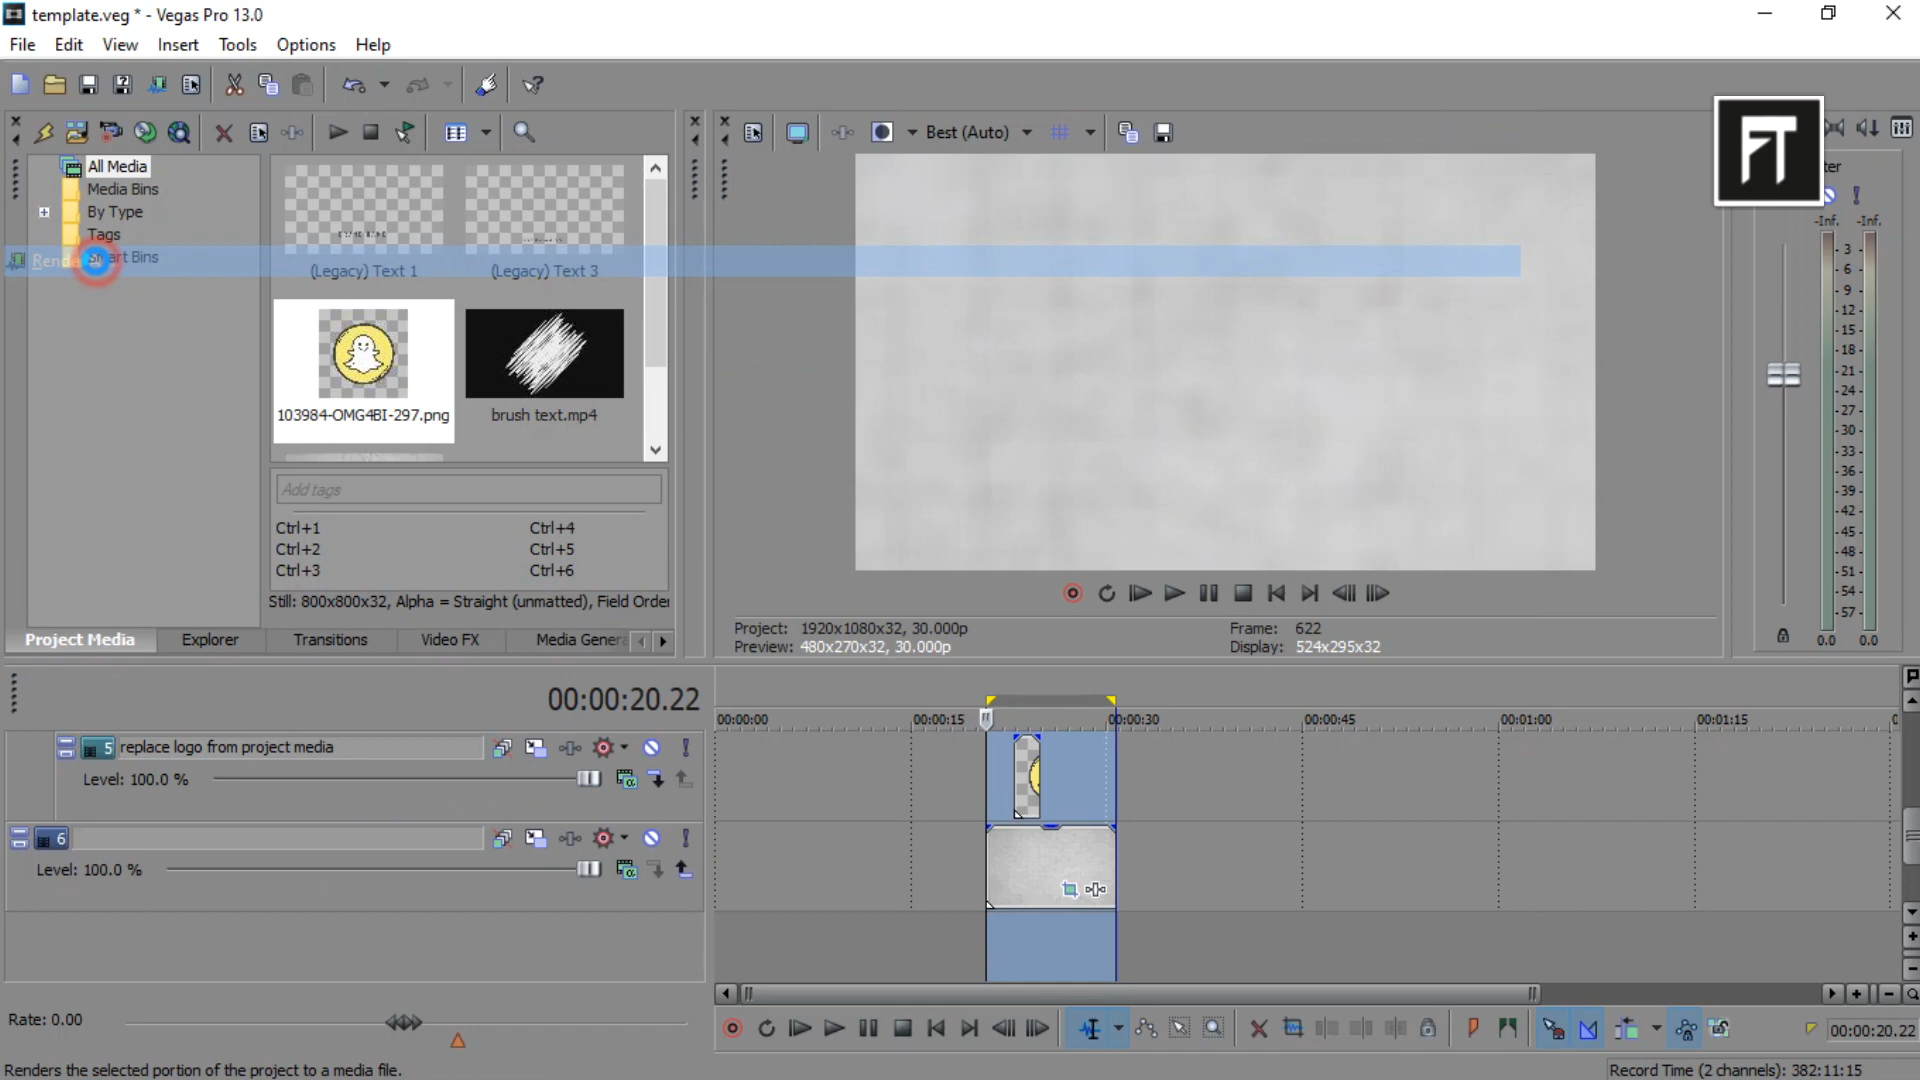 template.veg * - Vegas Pro 13.0
File Edit View Insert Tools Options Help
Best (Auto)
FT
All Media
Media Bins
By Type
Tags
Smart Bins
(Legacy) Text 1
(Legacy) Text 3
103984-OMG4BI-297.png
brush text.mp4
Add tags
Ctrl+1 Ctrl+4
Ctrl+2 Ctrl+5
Ctrl+3 Ctrl+6
Still: 800x800x32, Alpha = Straight (unmatted), Field Order
Project Media Explorer Transitions Video FX Media Genera
Project: 1920x1080x32, 30.000p
Preview: 480x270x32, 30.000p
Frame: 622
Display: 524x295x32
-Inf. -Inf.
3
6
9
12
15
18
21
24
27
30
33
36
39
42
45
48
51
54
57
0.0 0.0
00:00:20.22
00:00:00 00:00:15 00:00:30 00:00:45 00:01:00 00:01:15
5 replace logo from project media
Level: 100.0 %
6
Level: 100.0 %
Rate: 0.00
00:00:20.22
Renders the selected portion of the project to a media file.
Record Time (2 channels): 382:11:15